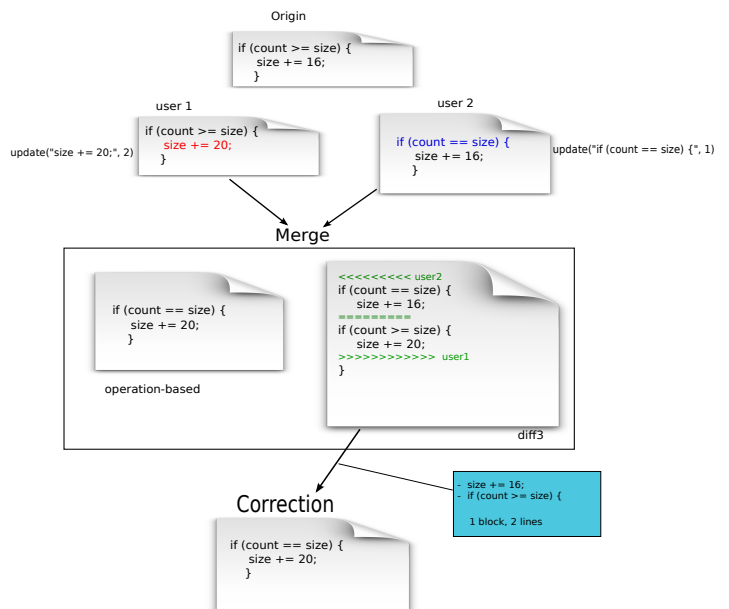 Origin
if (count >= size) {
size += 16;
}
user 1
user 2
if (count >= size) {
size += 20;
}
update("size += 20;", 2)
if (count == size) {
size += 16;
}
update("if (count == size) {", 1)
Merge
if (count == size) {
size += 20;
}
operation-based
<<<<<<<<< user2
if (count == size) {
size += 16;
=========
if (count >= size) {
size += 20;
>>>>>>>>>>>> user1
}
diff3
- size += 16;
- if (count >= size) {
1 block, 2 lines
Correction
if (count == size) {
size += 20;
}